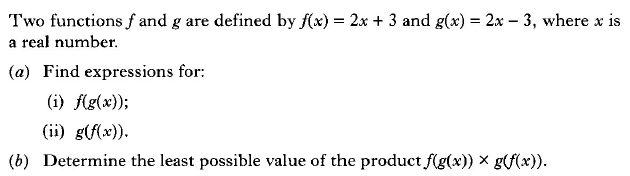 Two functions f and g are defined by f(x) = 2x + 3 and g(x) = 2x – 3, where x is
a real number.
(a) Find expressions for:
(i) f(g(x));
(ii) g(f(x)).
(b) Determine the least possible value of the product f(g(x)) × g(f(x)).